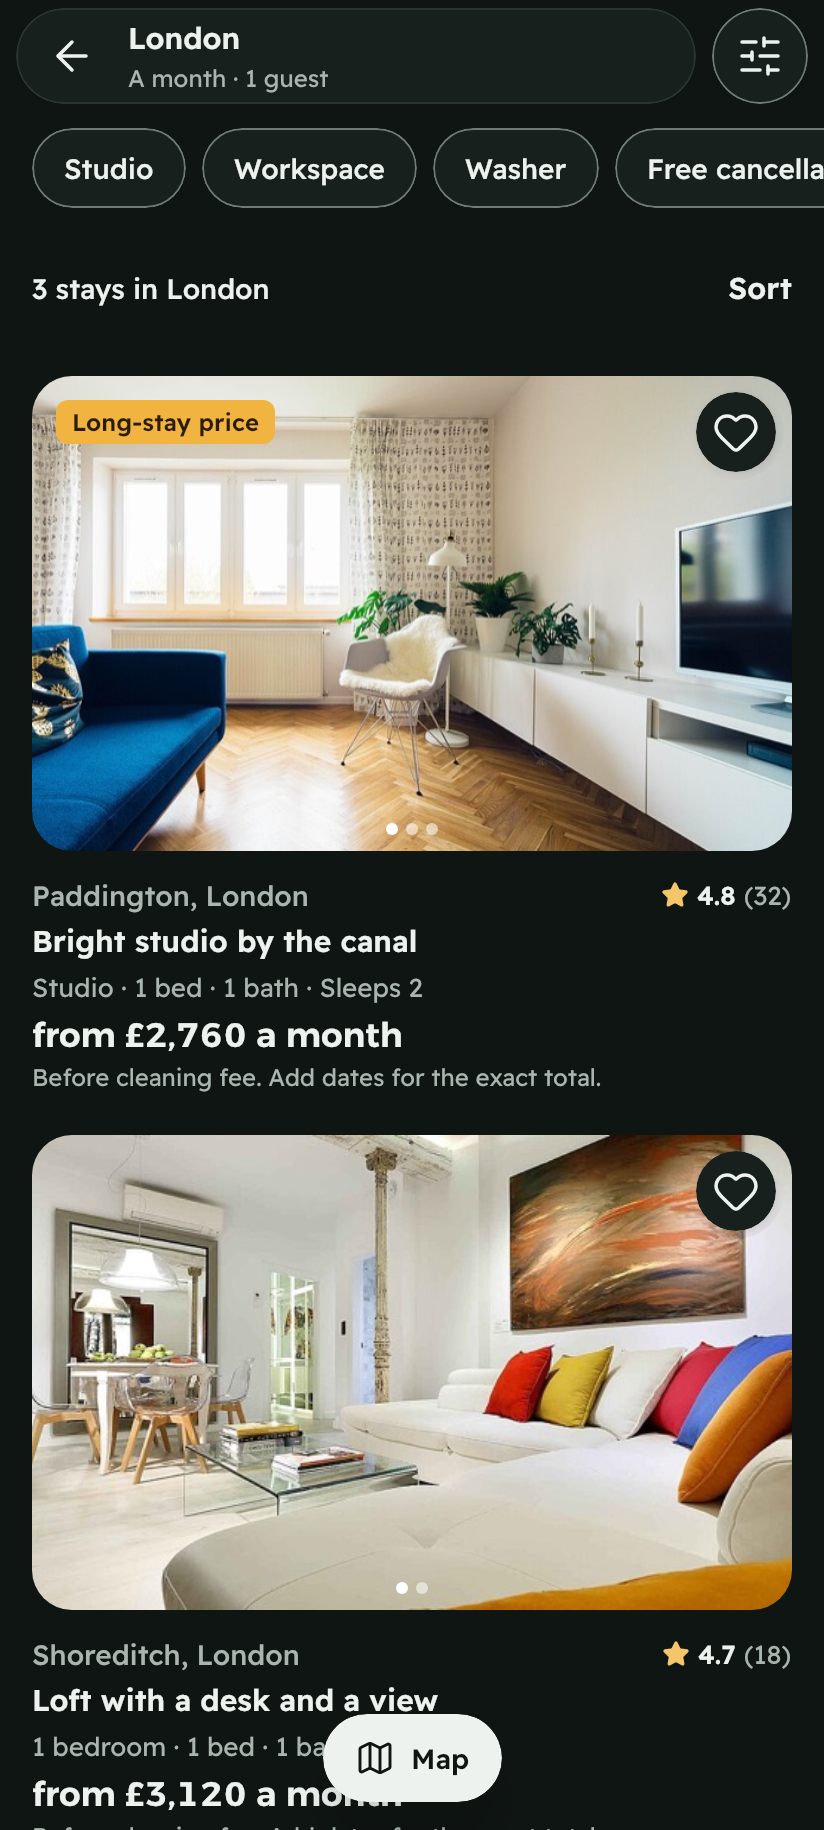 London
A month · 1 guest
Studio
Workspace
Washer
Free cancella
3 stays in London
Sort
Long-stay price
Paddington, London
4.8 (32)
Bright studio by the canal
Studio · 1 bed · 1 bath · Sleeps 2
from £2,760 a month
Before cleaning fee. Add dates for the exact total.
Shoreditch, London
4.7 (18)
Loft with a desk and a view
1 bedroom · 1 bed · 1 ba
Map
from £3,120 a month